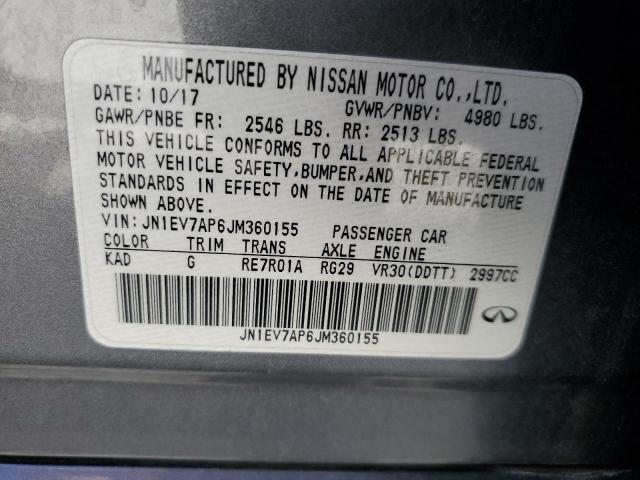 MANUFACTURED BY NISSAN MOTOR CO.,LTD.
DATE: 10/17 GVWR/PNBV: 4980 LBS.
GAWR/PNBE FR: 2546 LBS. RR: 2513 LBS.
THIS VEHICLE CONFORMS TO ALL APPLICABLE FEDERAL
MOTOR VEHICLE SAFETY,BUMPER,AND THEFT PREVENTION
STANDARDS IN EFFECT ON THE DATE OF MANUFACTURE
SHOWN ABOVE.
VIN: JN1EV7AP6JM360155 PASSENGER CAR
COLOR TRIM TRANS AXLE ENGINE
KAD G RE7R01A RG29 VR30(DDTT) 2997CC
JN1EV7AP6JM360155